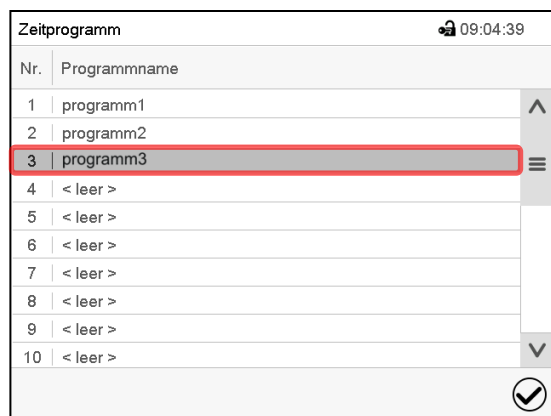 Zeitprogramm 09:04:39
Nr. Programmname
1 programm1
2 programm2
3 programm3
4 < leer >
5 < leer >
6 < leer >
7 < leer >
8 < leer >
9 < leer >
10 < leer >